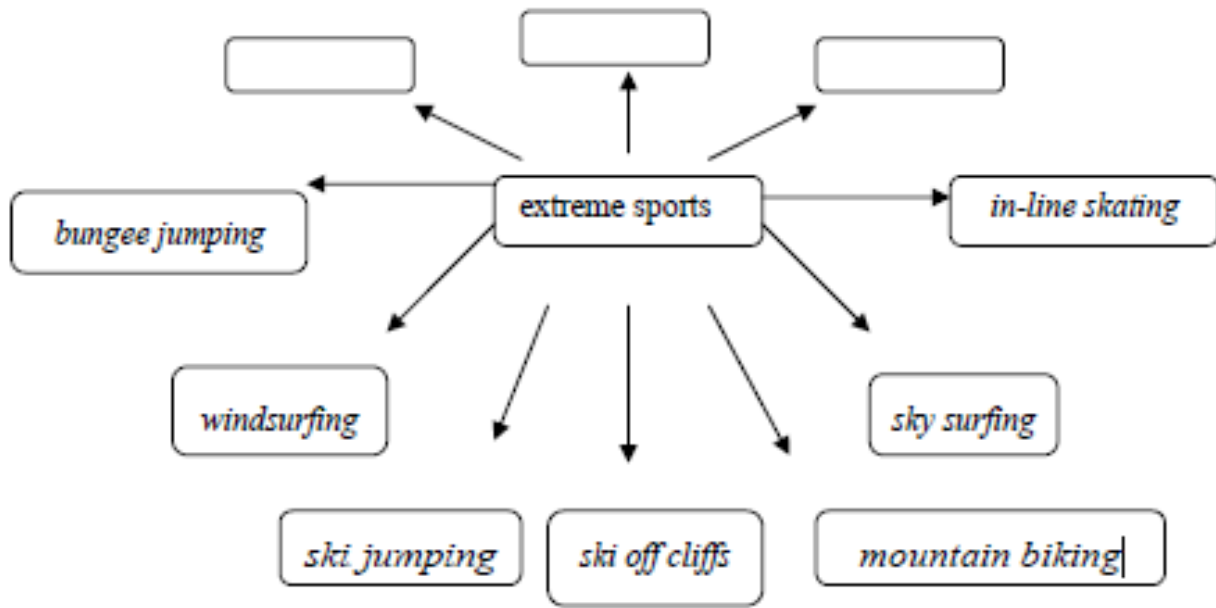 extreme sports
in-line skating
bungee jumping
windsurfing
sky surfing
ski jumping
ski off cliffs
mountain biking